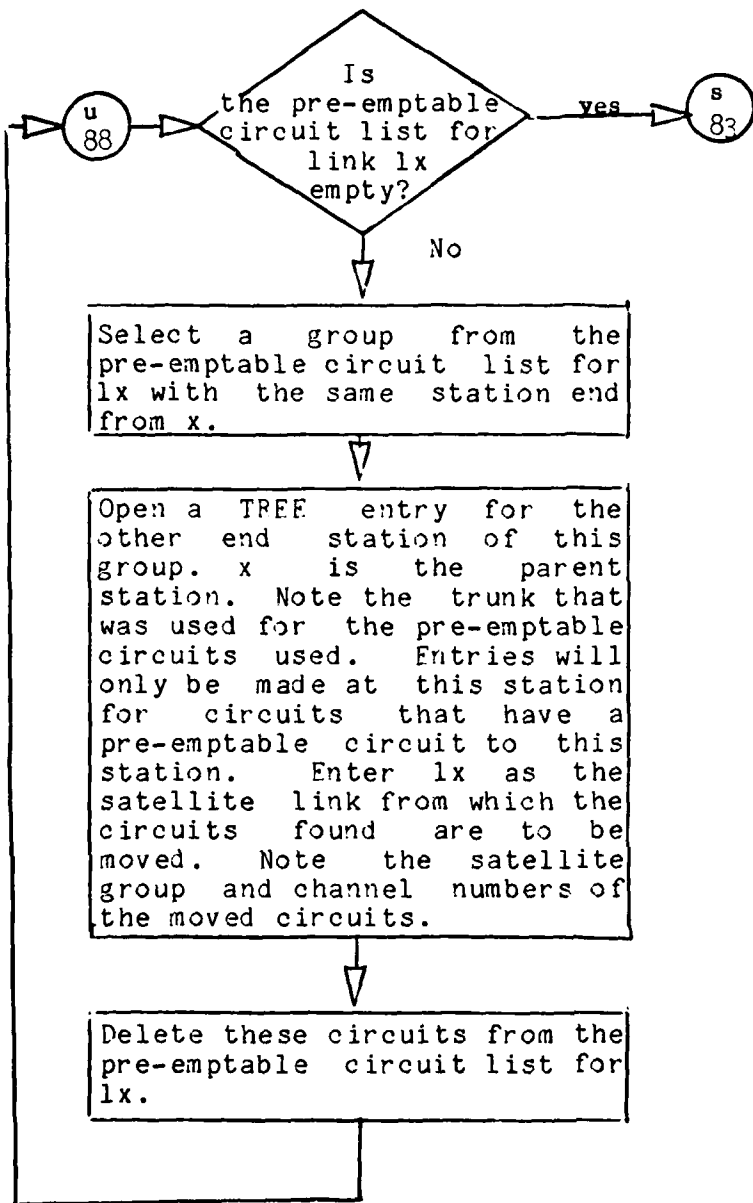 Is
the pre-emptable
circuit list for
link lx
empty?
u
88
yes
s
83
No
Select a group from the
pre-emptable circuit list for
lx with the same station end
from x.
Open a TREE entry for the
other end station of this
group. x is the parent
station. Note the trunk that
was used for the pre-emptable
circuits used. Entries will
only be made at this station
for circuits that have a
pre-emptable circuit to this
station. Enter lx as the
satellite link from which the
circuits found are to be
moved. Note the satellite
group and channel numbers of
the moved circuits.
Delete these circuits from the
pre-emptable circuit list for
lx.